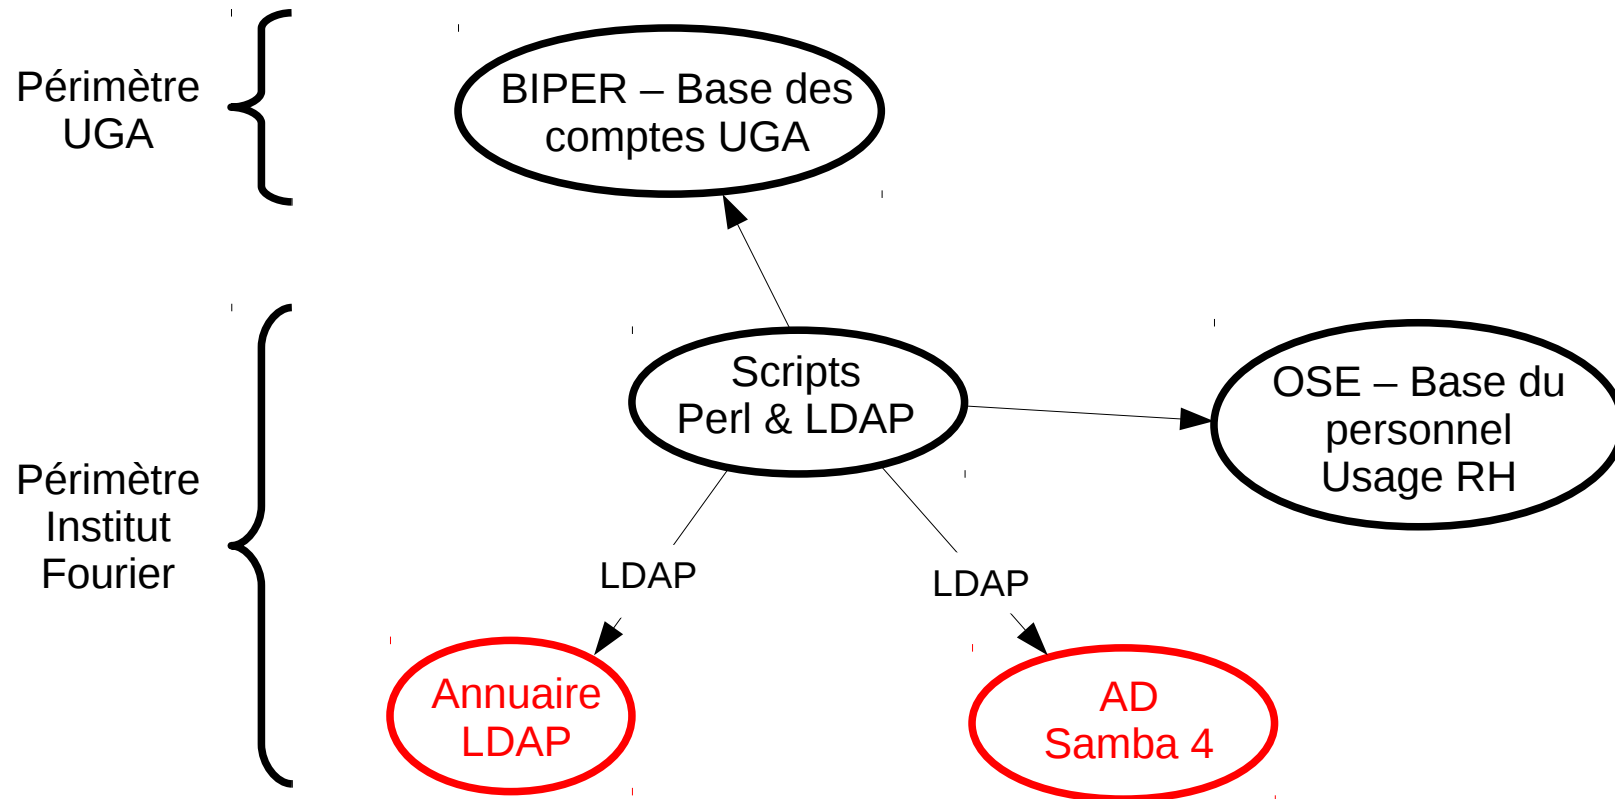 Périmètre
UGA
BIPER – Base des
comptes UGA
Scripts
Perl & LDAP
OSE – Base du
personnel
Usage RH
Périmètre
Institut
Fourier
LDAP
LDAP
Annuaire
LDAP
AD
Samba 4